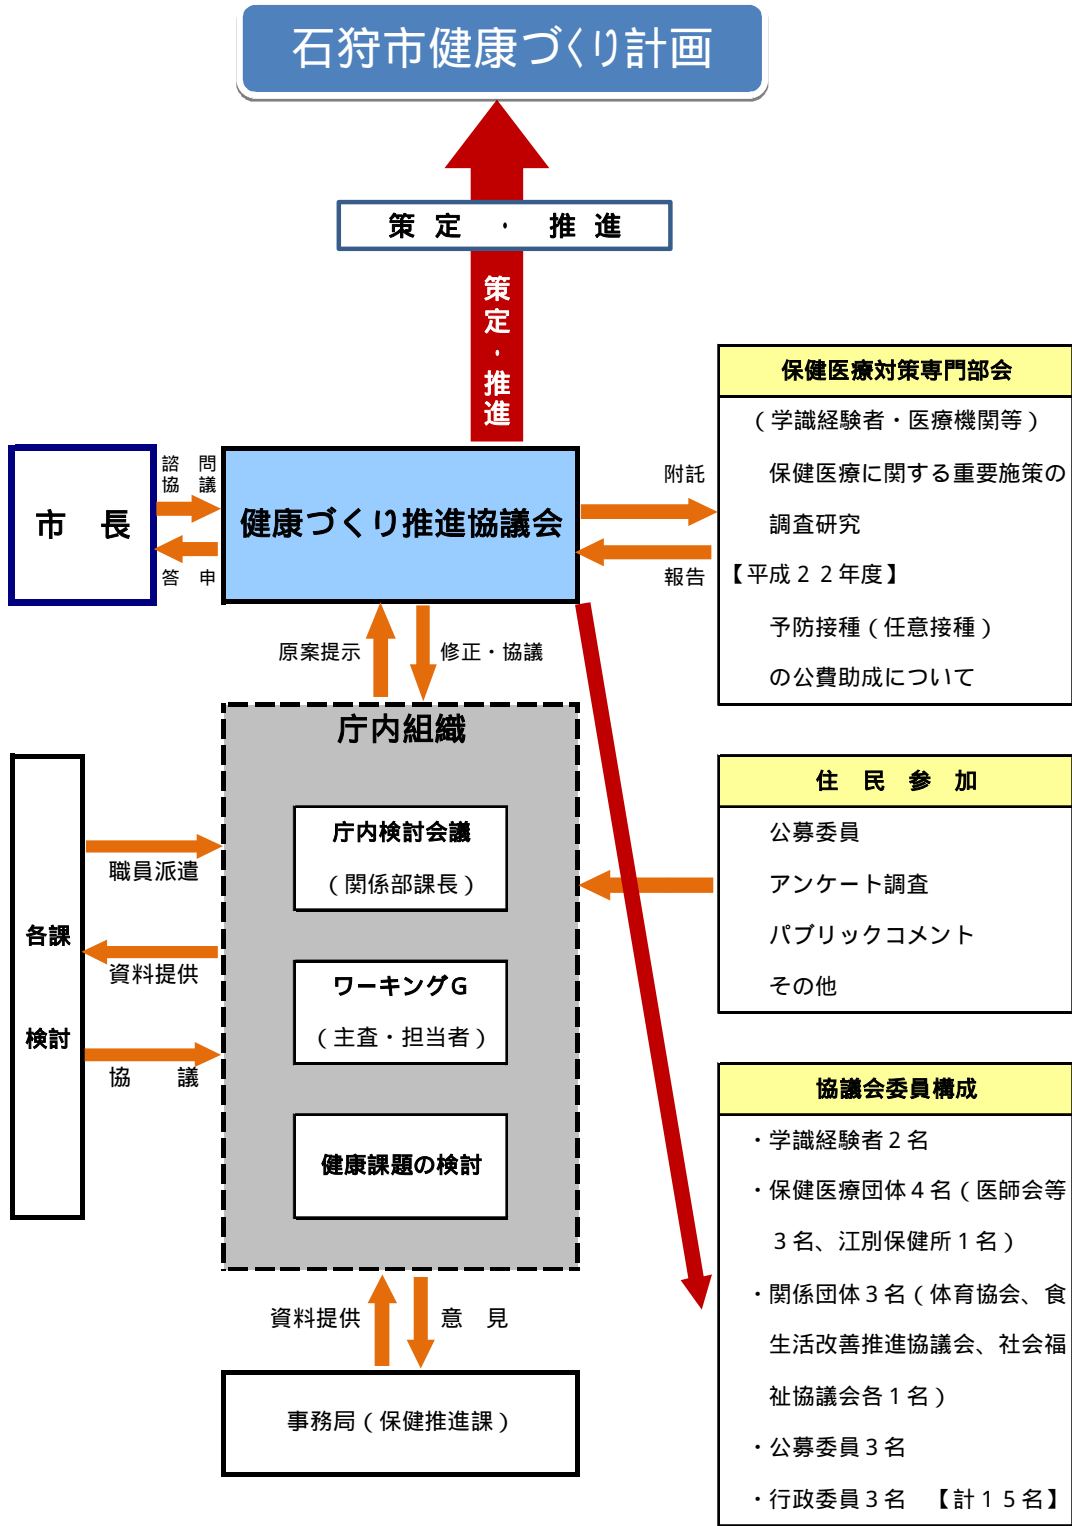 石狩市健康づくり計画
策 定 ・ 推 進
策定・推進
市　長
諮　問
協　議
答　申
健康づくり推進協議会
附託
報告
保健医療対策専門部会
（学識経験者・医療機関等）
保健医療に関する重要施策の
調査研究
【平成２２年度】
予防接種（任意接種）
の公費助成について
原案提示
修正・協議
庁内組織
庁内検討会議
（関係部課長）
ワーキングＧ
（主査・担当者）
健康課題の検討
各課
検討
職員派遣
資料提供
協　　議
住　民　参　加
公募委員
アンケート調査
パブリックコメント
その他
資料提供
意　見
事務局（保健推進課）
協議会委員構成
・学識経験者２名
・保健医療団体４名（医師会等
３名、江別保健所１名）
・関係団体３名（体育協会、食
生活改善推進協議会、社会福
祉協議会各１名）
・公募委員３名
・行政委員３名　【計１５名】